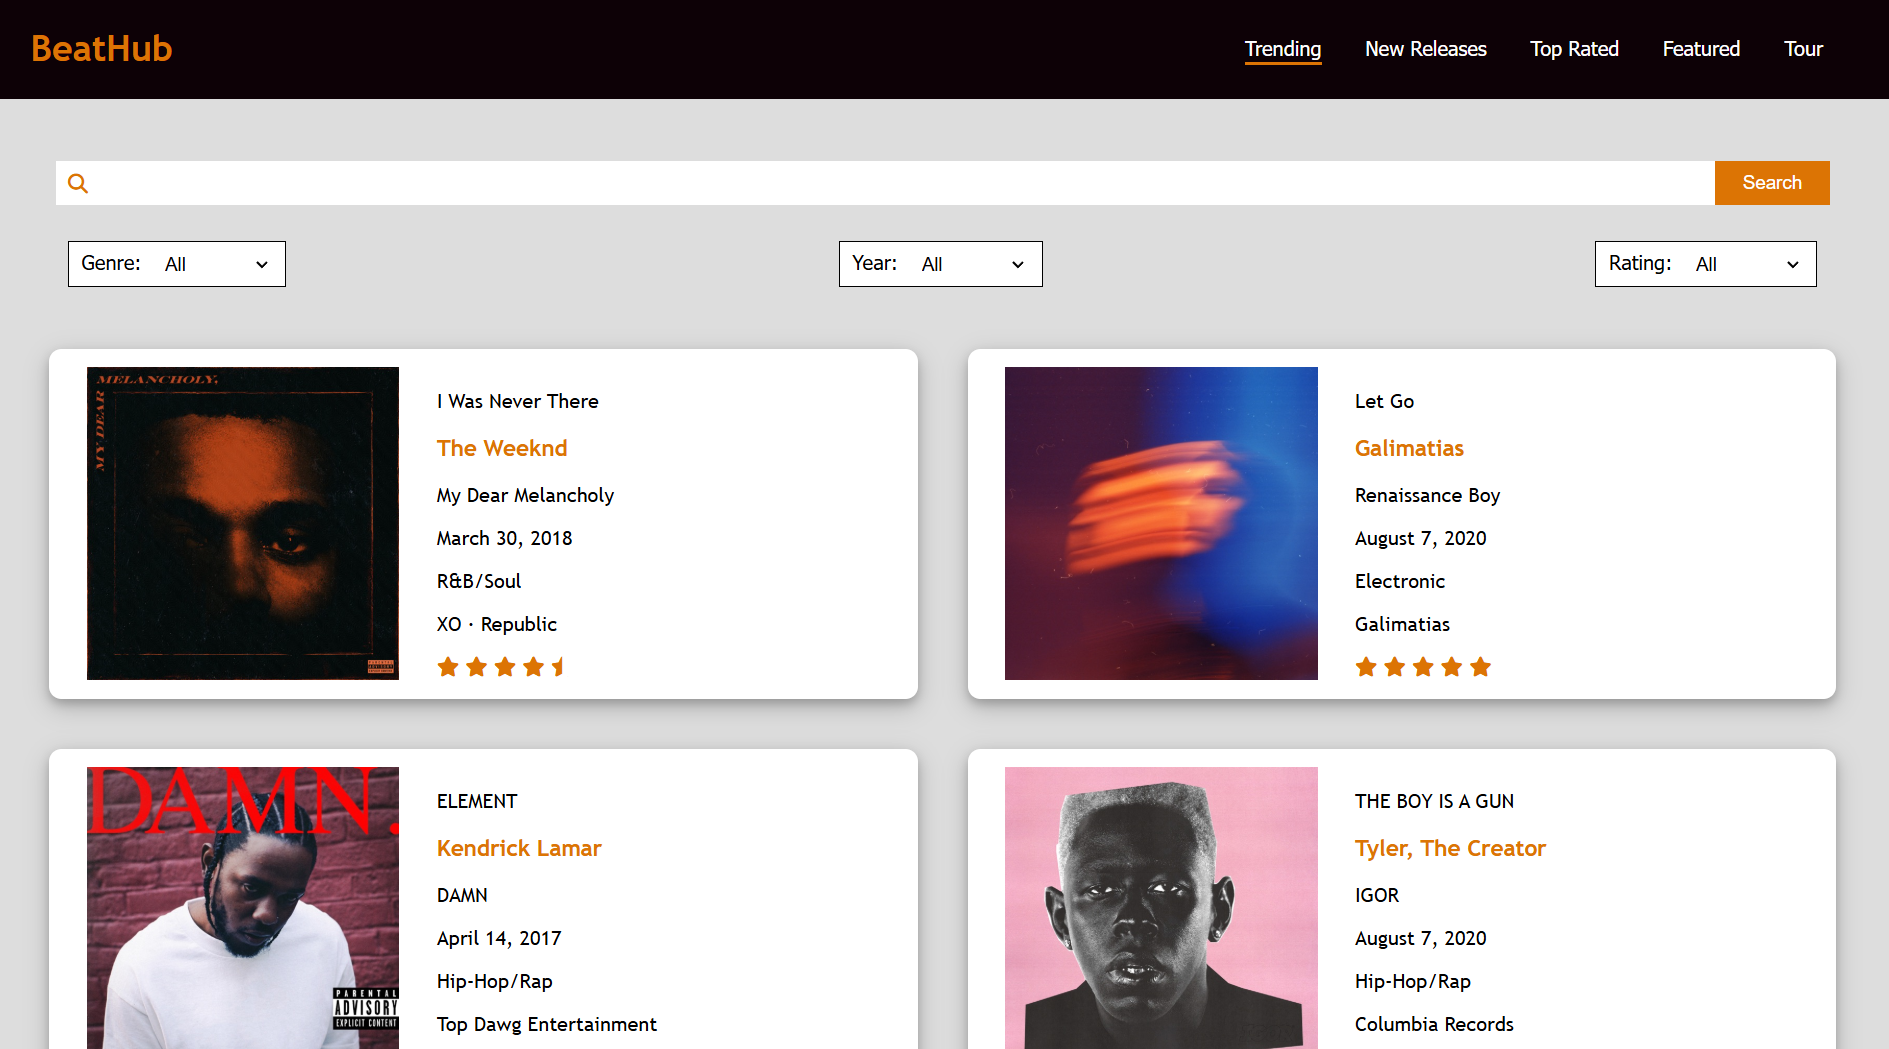 BeatHub
Trending New Releases Top Rated Featured Tour
Search
Genre: All
Year: All
Rating: All
MELANCHOLY,
MY DEAR
I Was Never There
The Weeknd
My Dear Melancholy
March 30, 2018
R&B/Soul
XO · Republic
Let Go
Galimatias
Renaissance Boy
August 7, 2020
Electronic
Galimatias
DAMN.
PARENTAL
ADVISORY
EXPLICIT CONTENT
ELEMENT
Kendrick Lamar
DAMN
April 14, 2017
Hip-Hop/Rap
Top Dawg Entertainment
THE BOY IS A GUN
Tyler, The Creator
IGOR
August 7, 2020
Hip-Hop/Rap
Columbia Records